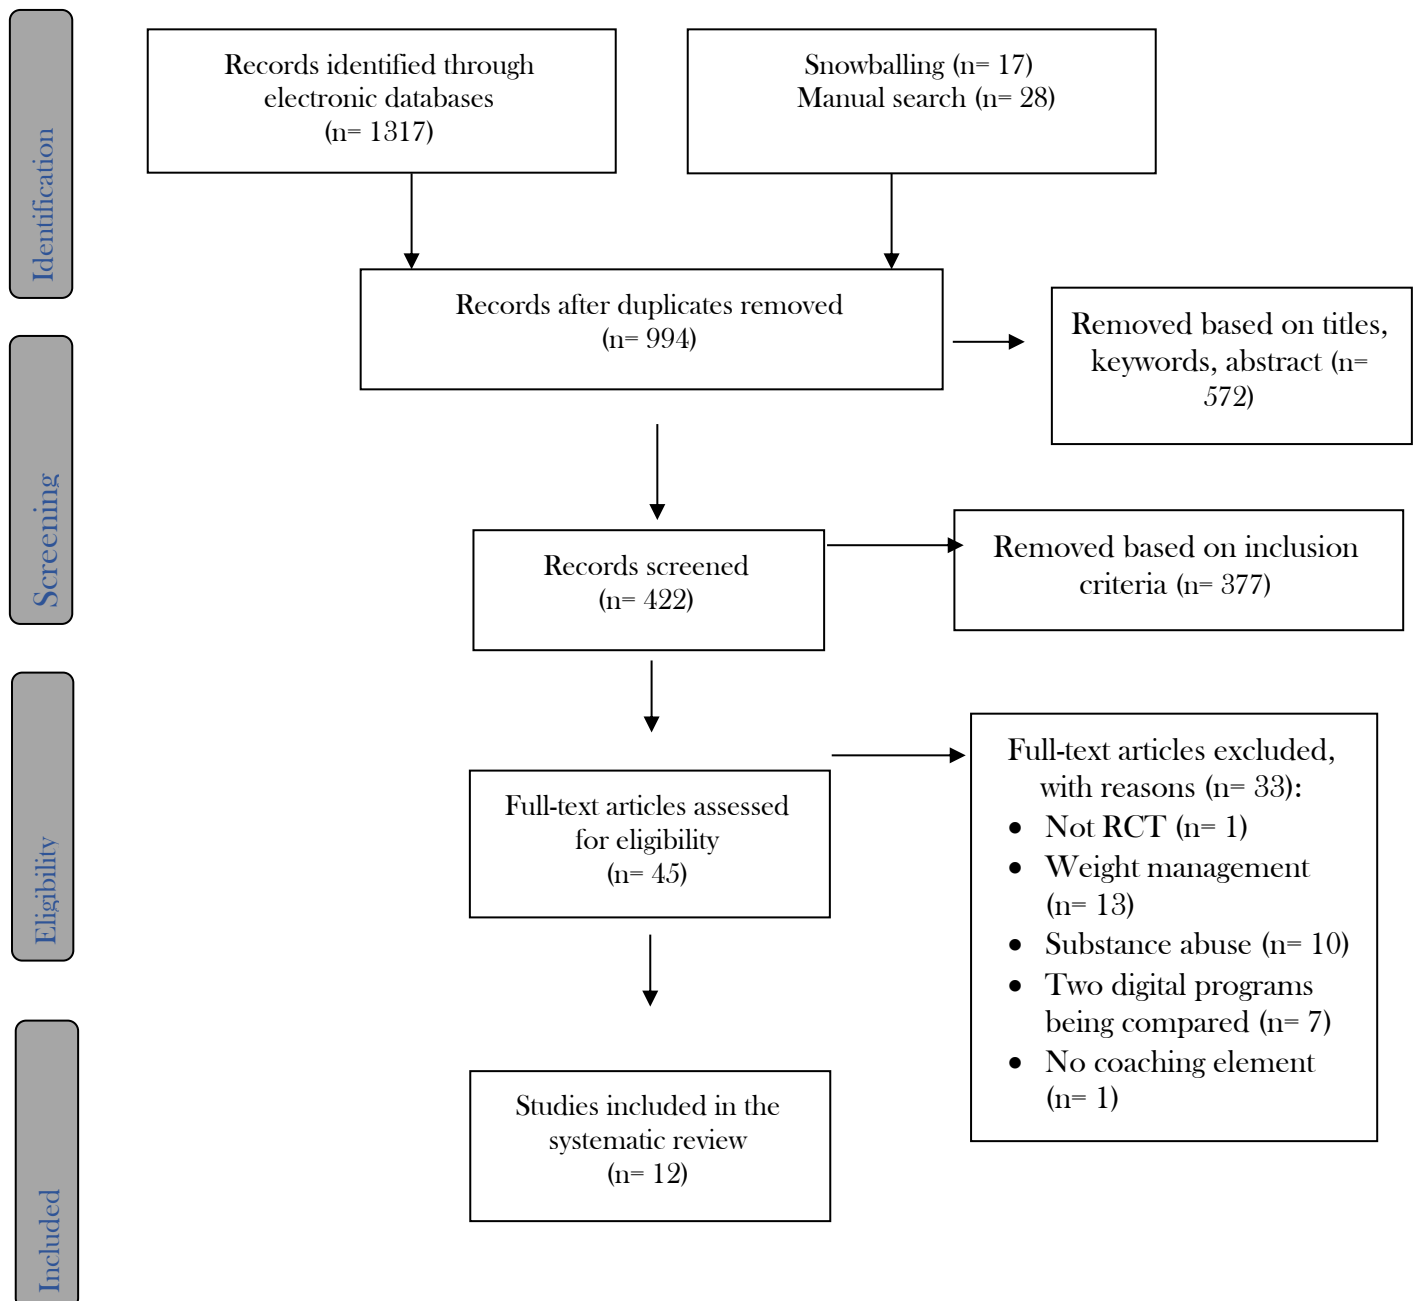 Identification
Records identified through
electronic databases
(n= 1317)
Snowballing (n= 17)
Manual search (n= 28)
Records after duplicates removed
(n= 994)
Removed based on titles,
keywords, abstract (n=
572)
Screening
Records screened
(n= 422)
Removed based on inclusion
criteria (n= 377)
Eligibility
Full-text articles assessed
for eligibility
(n= 45)
Full-text articles excluded,
with reasons (n= 33):
• Not RCT (n= 1)
• Weight management
(n= 13)
• Substance abuse (n= 10)
• Two digital programs
being compared (n= 7)
• No coaching element
(n= 1)
Included
Studies included in the
systematic review
(n= 12)